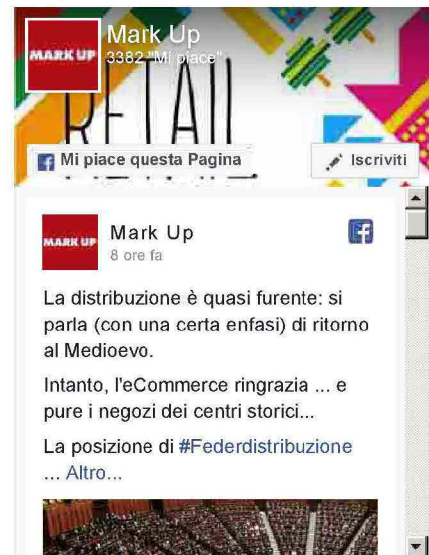 MARK UP
Mark Up
3382 "Mi piace"
RETAIL
Mi piace questa Pagina
Iscriviti
MARK UP
Mark Up
8 ore fa
La distribuzione è quasi furente: si
parla (con una certa enfasi) di ritorno
al Medioevo.
Intanto, l'eCommerce ringrazia ... e
pure i negozi dei centri storici...
La posizione di #Federdistribuzione
... Altro...